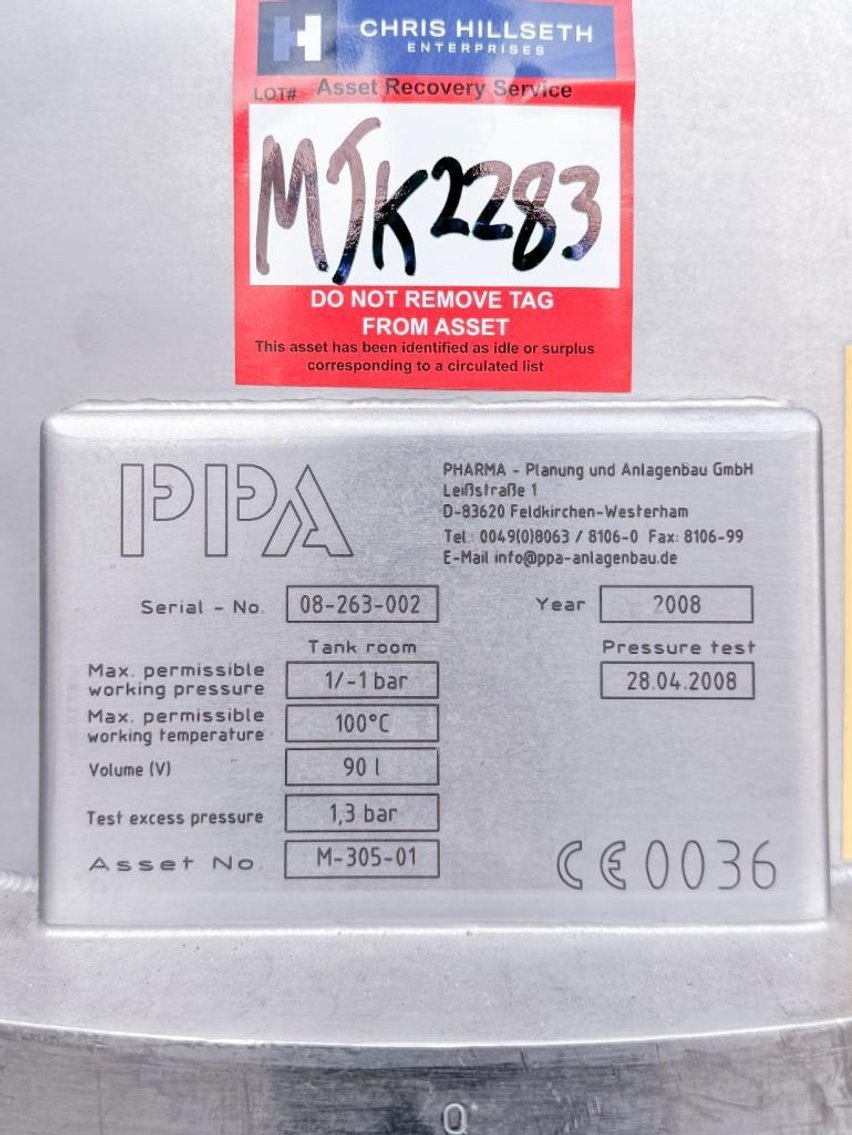 CHRIS HILLSETH
ENTERPRISES
LOT# Asset Recovery Service
MJK2283
DO NOT REMOVE TAG
FROM ASSET
This asset has been identified as idle or surplus
corresponding to a circulated list
PPA
PHARMA - Planung und Anlagenbau GmbH
Leißstraße 1
D-83620 Feldkirchen-Westerham
Tel.: 0049(0)8063 / 8106-0 Fax: 8106-99
E-Mail info@ppa-anlagenbau.de
Serial - No. 08-263-002 Year 2008
Tank room Pressure test
Max. permissible
working pressure 1/-1 bar 28.04.2008
Max. permissible
working temperature 100°C
Volume (V) 90 l
Test excess pressure 1,3 bar
Asset No. M-305-01
CE0036
0